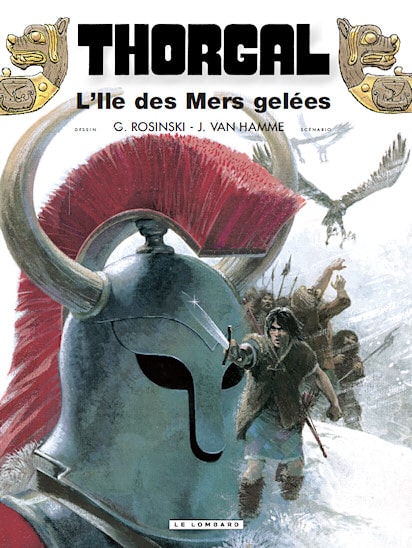 THORGAL
L'Ile des Mers gelées
DESSIN G. ROSINSKI - J. VAN HAMME SCÉNARIO
LE LOMBARD